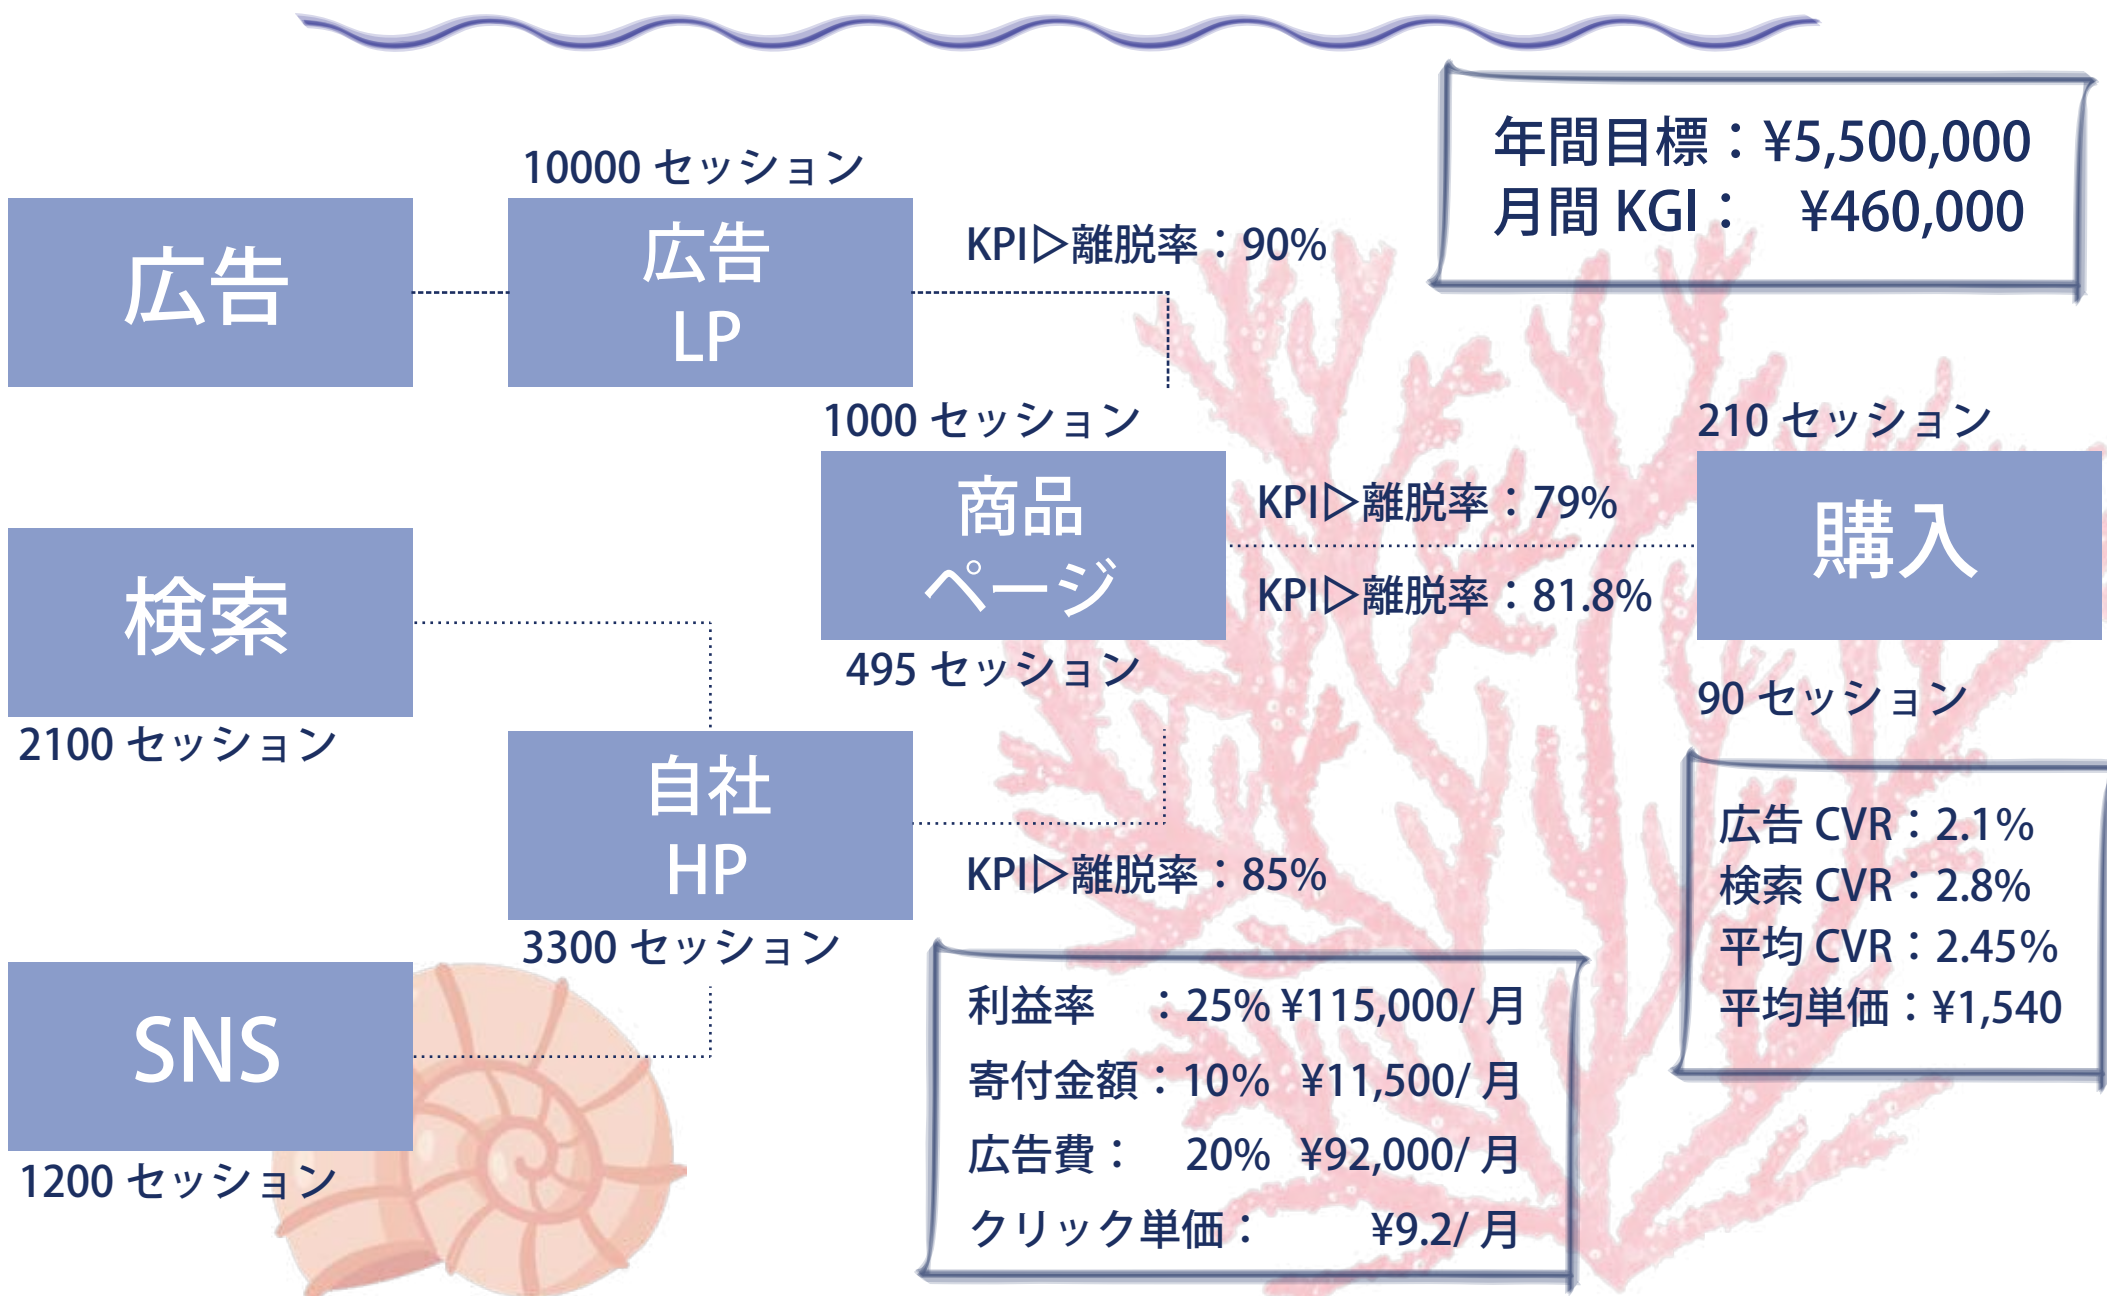 年間目標：¥5,500,000
月間 KGI： ¥460,000
10000 セッション
広告
広告
LP
KPI▷離脱率：90%
1000 セッション
210 セッション
商品
ページ
KPI▷離脱率：79%
KPI▷離脱率：81.8%
購入
495 セッション
90 セッション
検索
2100 セッション
自社
HP
KPI▷離脱率：85%
3300 セッション
SNS
1200 セッション
広告 CVR：2.1%
検索 CVR：2.8%
平均 CVR：2.45%
平均単価：¥1,540
利益率 ：25% ¥115,000/ 月
寄付金額：10% ¥11,500/ 月
広告費： 20% ¥92,000/ 月
クリック単価： ¥9.2/ 月